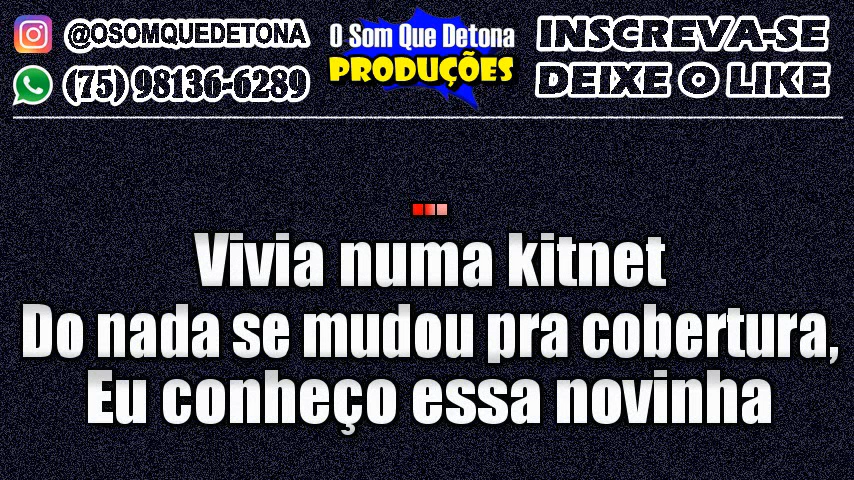 @OSOMQUEDETONA
(75) 98136-6289
O Som Que Detona
PRODUÇÕES
INSCREVA-SE
DEIXE O LIKE
Vivia numa kitnet
Do nada se mudou pra cobertura,
Eu conheço essa novinha